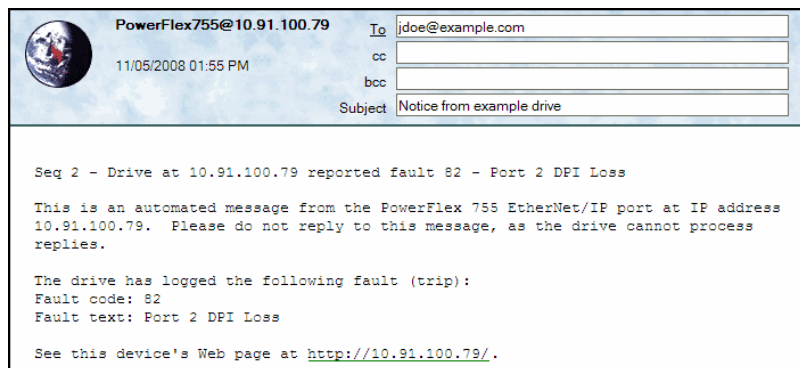 PowerFlex755@10.91.100.79
To jdoe@example.com
11/05/2008 01:55 PM
cc
bcc
Subject Notice from example drive
Seq 2 - Drive at 10.91.100.79 reported fault 82 - Port 2 DPI Loss
This is an automated message from the PowerFlex 755 EtherNet/IP port at IP address
10.91.100.79.  Please do not reply to this message, as the drive cannot process
replies.
The drive has logged the following fault (trip):
Fault code: 82
Fault text: Port 2 DPI Loss
See this device's Web page at http://10.91.100.79/.